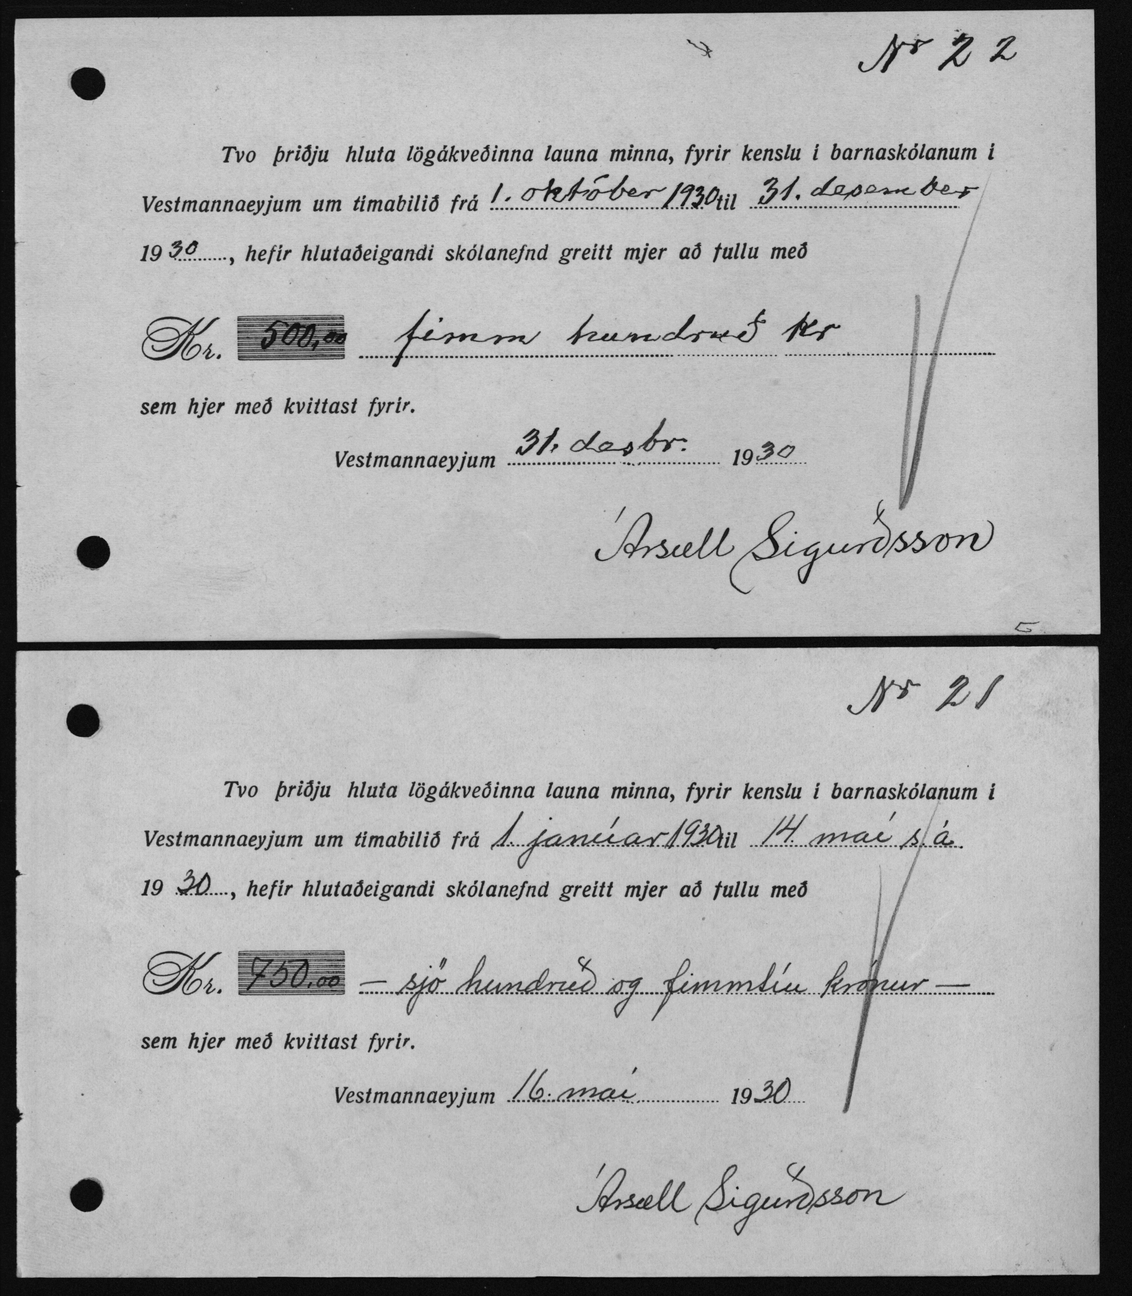 Nr 22
Tvo þriðju hluta lögákveðinna launa minna, fyrir kenslu í barnaskólanum í
Vestmannaeyjum um tímabilið frá 1. október 1930 til 31. desember
1930, hefir hlutaðeigandi skólanefnd greitt mjer að fullu með
Kr. 500,00 fimm hundruð kr
sem hjer með kvittast fyrir.
Vestmannaeyjum 31. desbr. 1930
Ársæll Sigurðsson
Nr 21
Tvo þriðju hluta lögákveðinna launa minna, fyrir kenslu í barnaskólanum í
Vestmannaeyjum um tímabilið frá 1. janúar 1930 til 14. maí s.á.
1930, hefir hlutaðeigandi skólanefnd greitt mjer að fullu með
Kr. 750,00 — sjö hundruð og fimmtíu krónur —
sem hjer með kvittast fyrir.
Vestmannaeyjum 16. maí 1930
Ársæll Sigurðsson